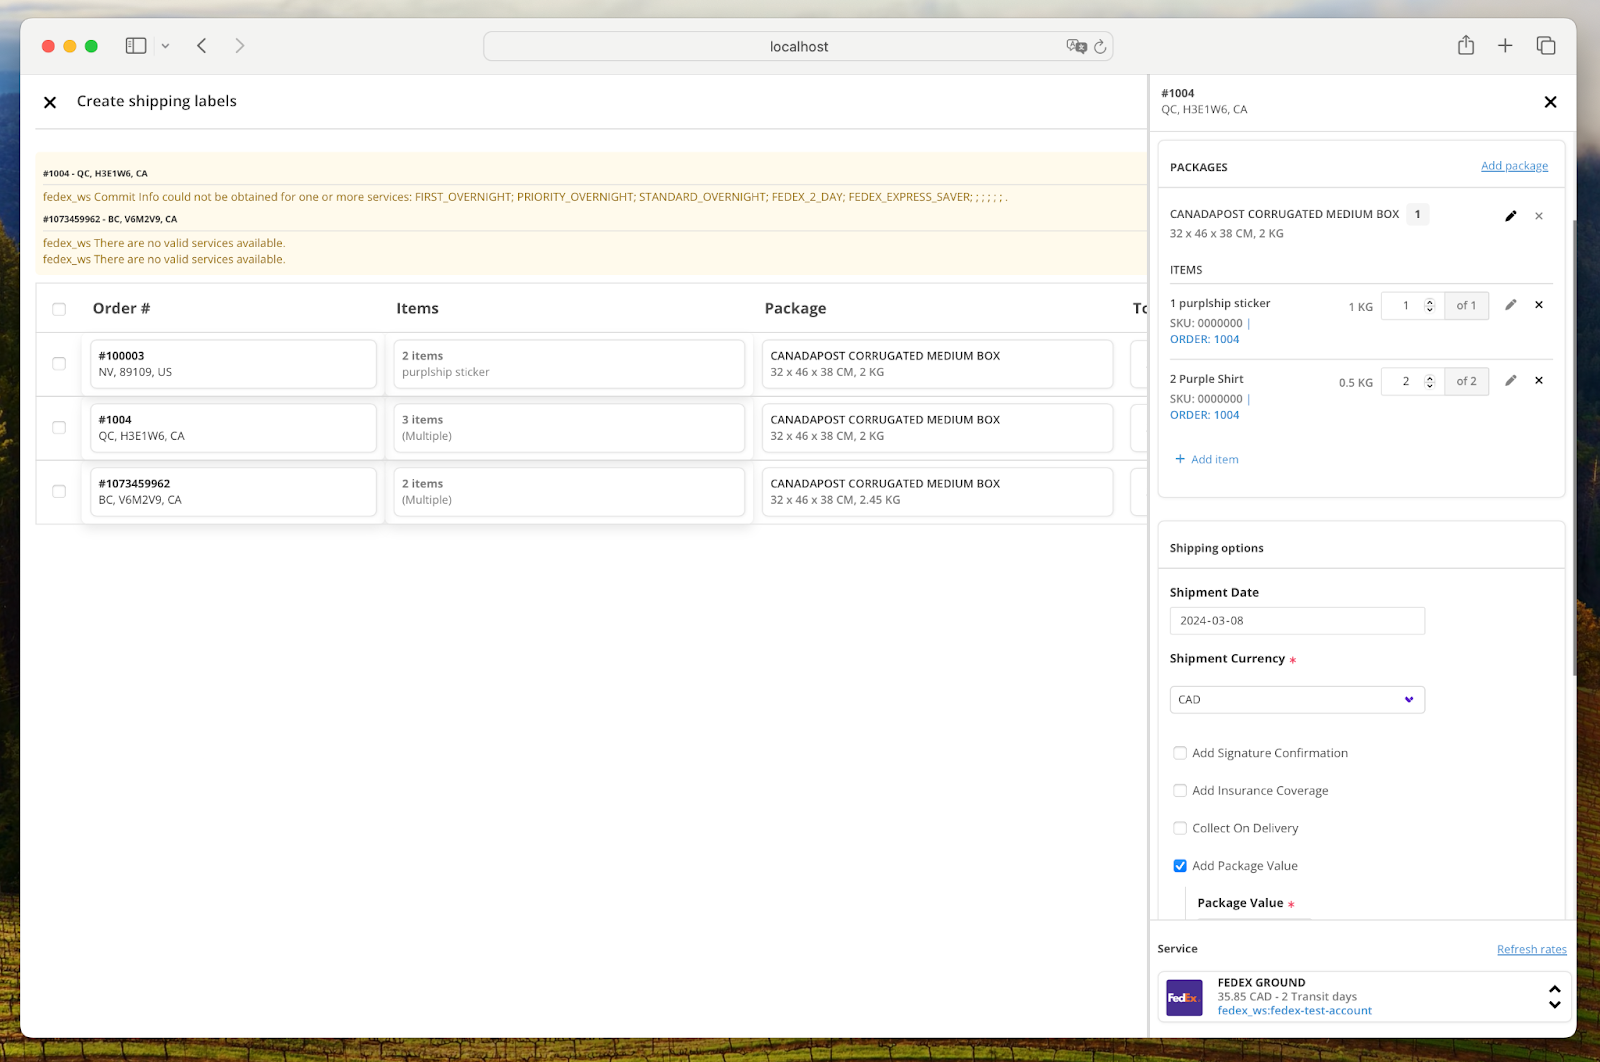 localhost
Create shipping labels
#1004 - QC, H3E1W6, CA
fedex_ws Commit Info could not be obtained for one or more services: FIRST_OVERNIGHT; PRIORITY_OVERNIGHT; STANDARD_OVERNIGHT; FEDEX_2_DAY; FEDEX_EXPRESS_SAVER; ; ; ; ; ; .
#1073459962 - BC, V6M2V9, CA
fedex_ws There are no valid services available.
fedex_ws There are no valid services available.
Order # Items Package
#100003
NV, 89109, US
2 items
purplship sticker
CANADAPOST CORRUGATED MEDIUM BOX
32 x 46 x 38 CM, 2 KG
#1004
QC, H3E1W6, CA
3 items
(Multiple)
CANADAPOST CORRUGATED MEDIUM BOX
32 x 46 x 38 CM, 2 KG
#1073459962
BC, V6M2V9, CA
2 items
(Multiple)
CANADAPOST CORRUGATED MEDIUM BOX
32 x 46 x 38 CM, 2.45 KG
#1004
QC, H3E1W6, CA
PACKAGES Add package
CANADAPOST CORRUGATED MEDIUM BOX 1
32 x 46 x 38 CM, 2 KG
ITEMS
1 purplship sticker 1 KG 1 of 1
SKU: 0000000 |
ORDER: 1004
2 Purple Shirt 0.5 KG 2 of 2
SKU: 0000000 |
ORDER: 1004
+ Add item
Shipping options
Shipment Date
2024-03-08
Shipment Currency *
CAD
Add Signature Confirmation
Add Insurance Coverage
Collect On Delivery
Add Package Value
Package Value *
Service Refresh rates
FedEx
FEDEX GROUND
35.85 CAD - 2 Transit days
fedex_ws:fedex-test-account